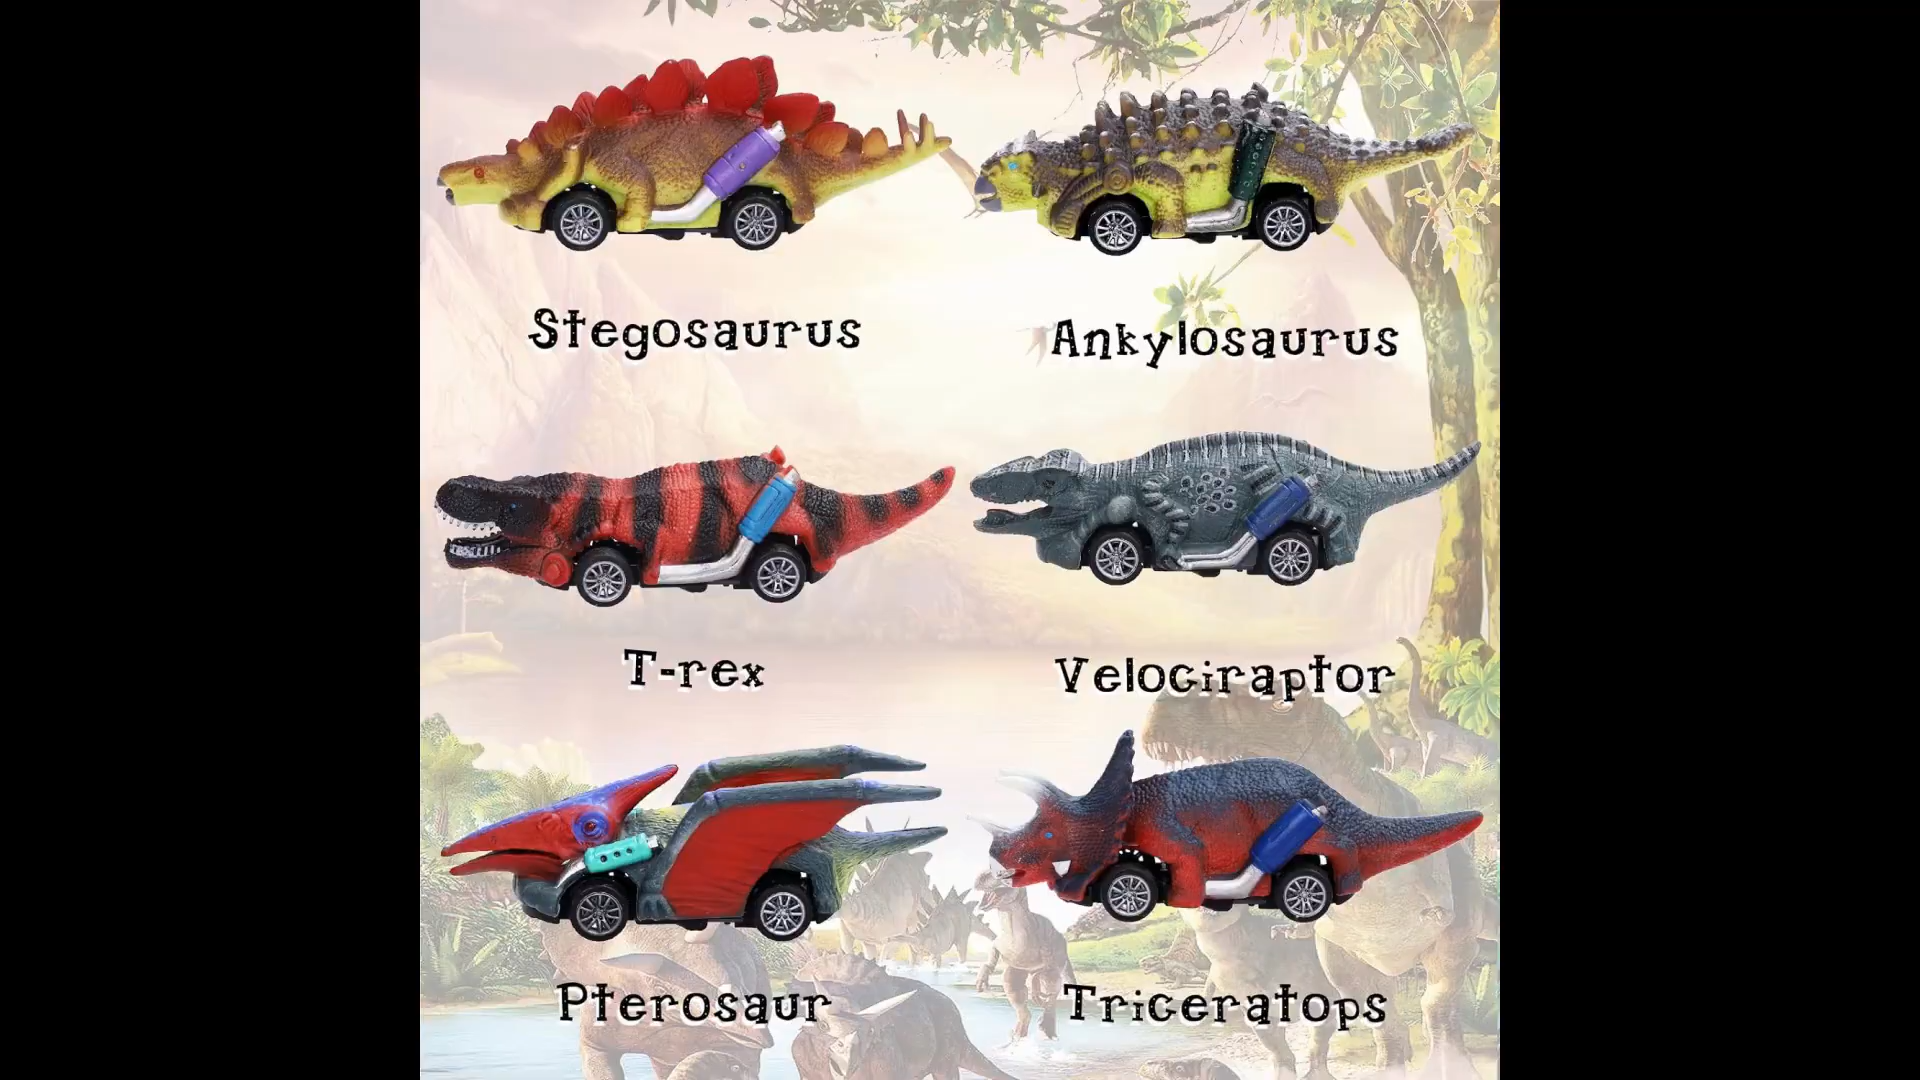 Stegosaurus
Ankylosaurus
T-rex
Velociraptor
Pterosaur
Triceratops